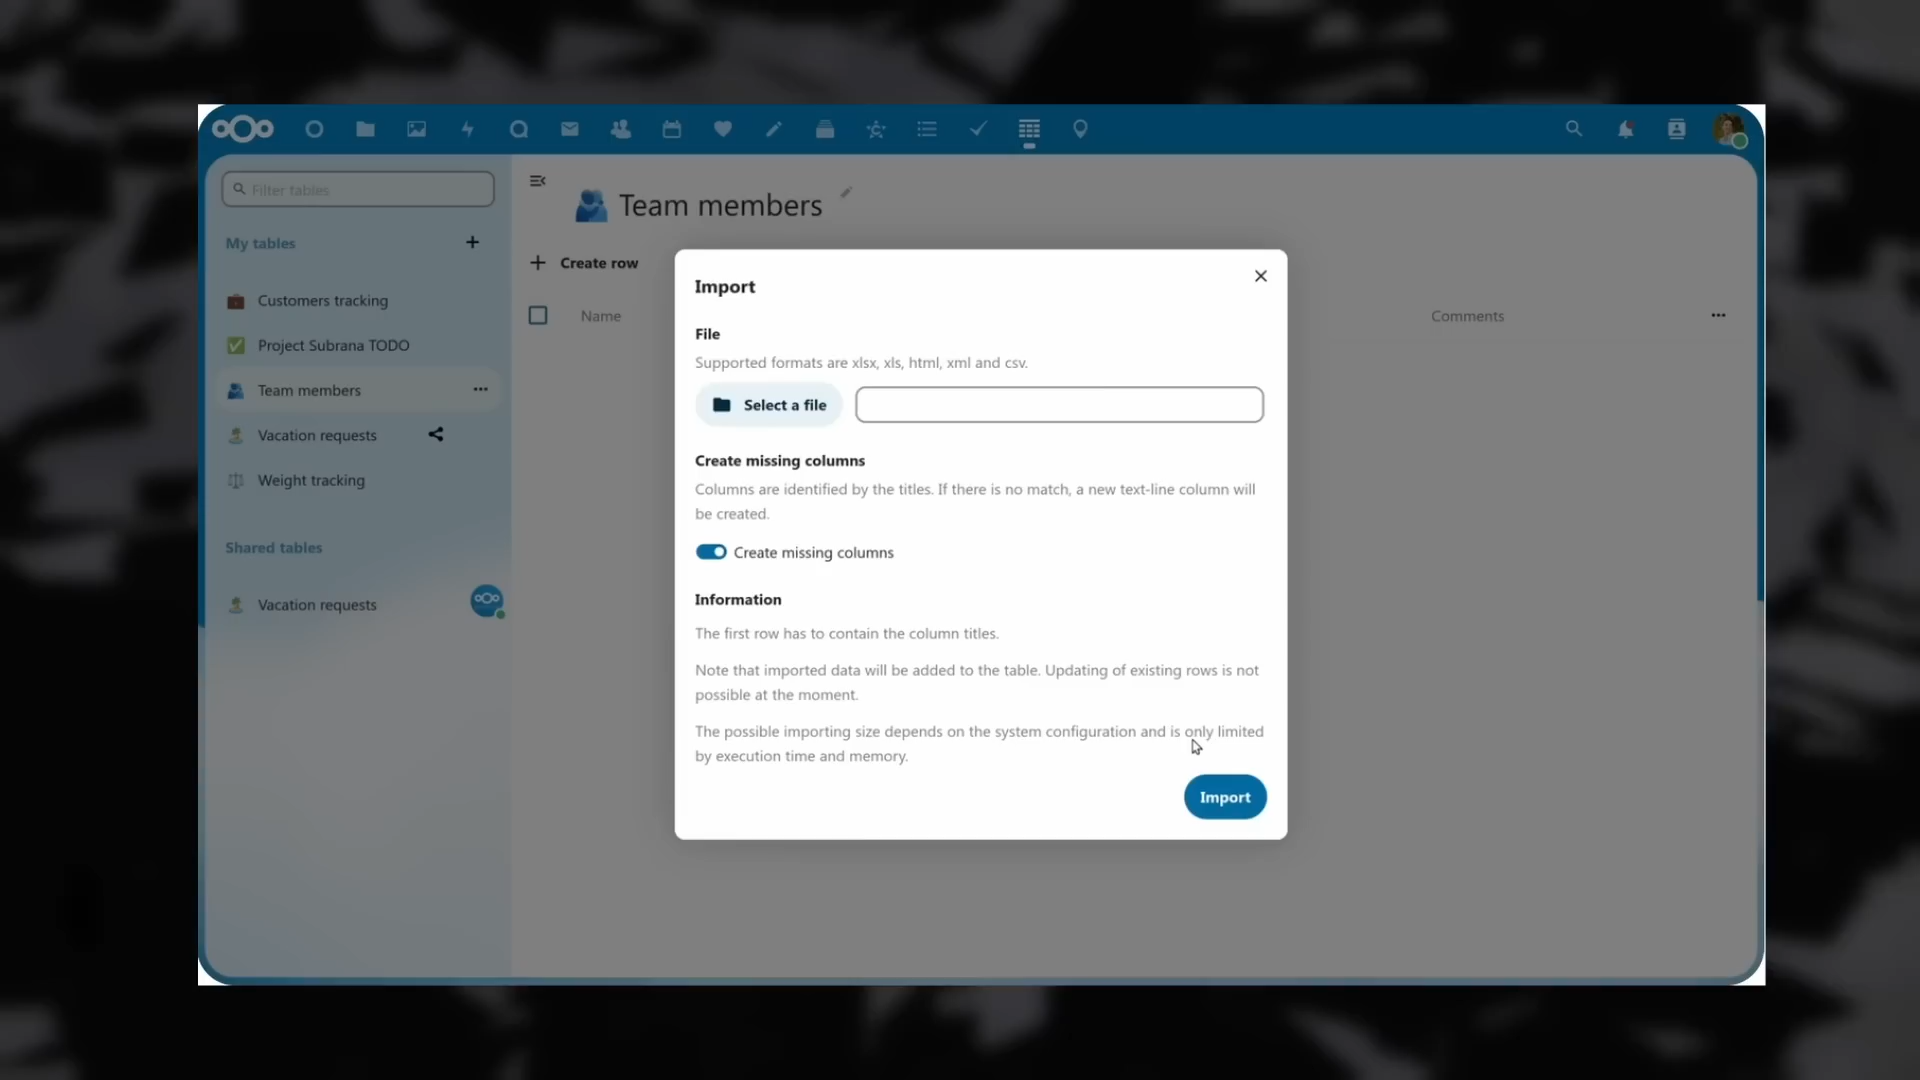 Filter tables
My tables
Customers tracking
Project Subrana TODO
Team members
Vacation requests
Weight tracking
Shared tables
Vacation requests
Team members
Create row
Name
Comments
Import
File
Supported formats are xlsx, xls, html, xml and csv.
Select a file
Create missing columns
Columns are identified by the titles. If there is no match, a new text-line column will
be created.
Create missing columns
Information
The first row has to contain the column titles.
Note that imported data will be added to the table. Updating of existing rows is not
possible at the moment.
The possible importing size depends on the system configuration and is only limited
by execution time and memory.
Import